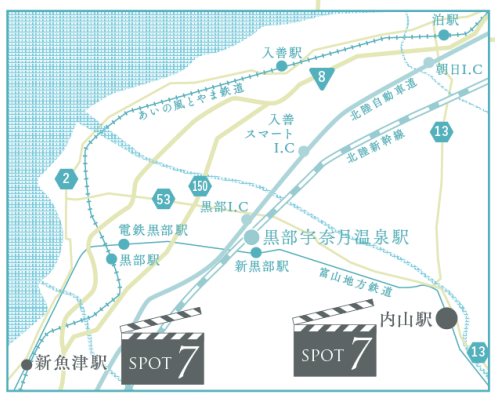 泊駅
入善駅
8
朝日I.C
あいの風とやま鉄道
北陸自動車道
入善
スマート
I.C
13
北陸新幹線
2
53
150
黒部I.C
電鉄黒部駅
黒部宇奈月温泉駅
黒部駅
新黒部駅
富山地方鉄道
内山駅
新魚津駅
SPOT 7
SPOT 7
13